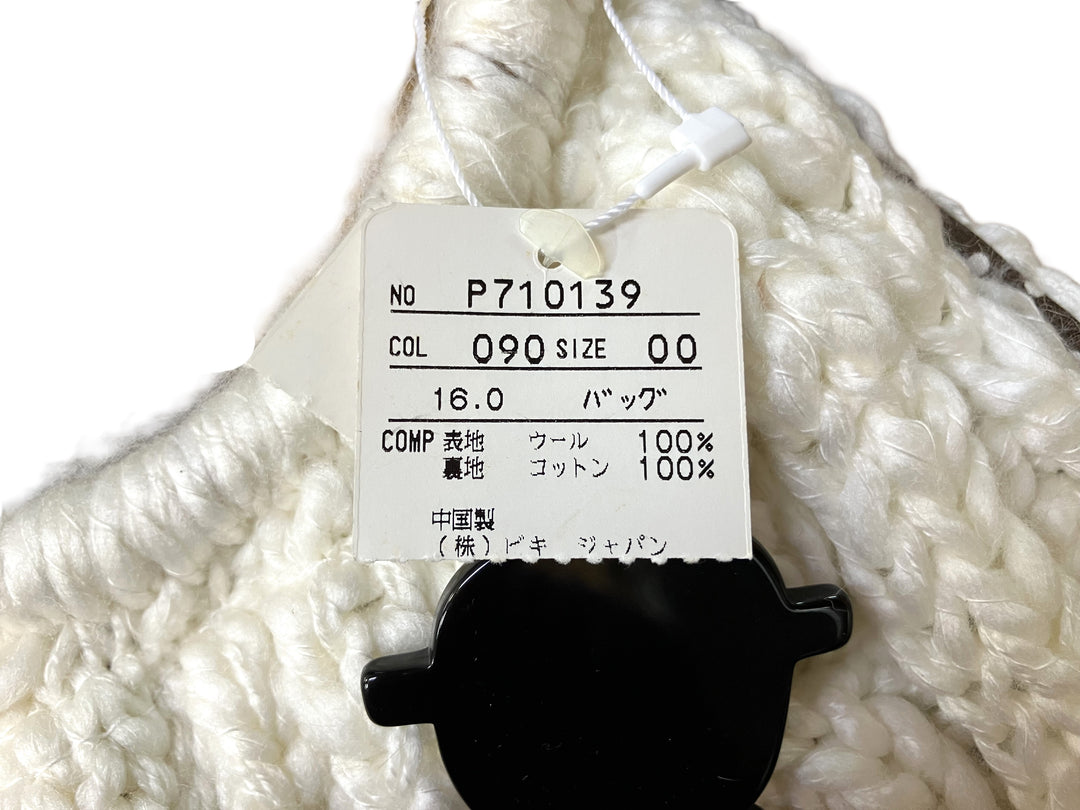 NO P710139
COL 090 SIZE 00
16.0 バッグ
COMP 表地 ウール 100%
裏地 コットン 100%
中国製
(株)ビキ ジャパン